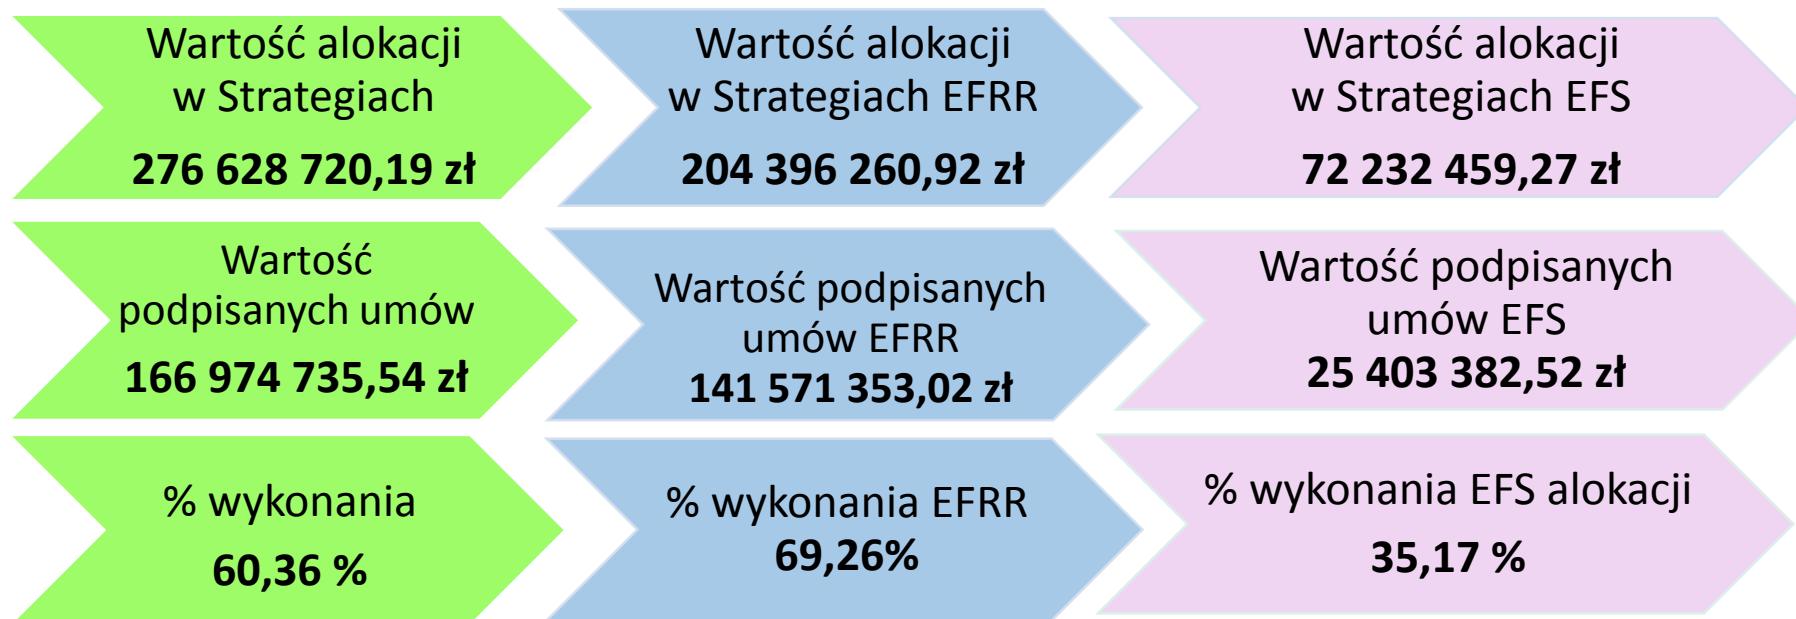 Wartość alokacji
w Strategiach
276 628 720,19 zł
Wartość alokacji
w Strategiach EFRR
204 396 260,92 zł
Wartość alokacji
w Strategiach EFS
72 232 459,27 zł
Wartość
podpisanych umów
166 974 735,54 zł
Wartość podpisanych
umów EFRR
141 571 353,02 zł
Wartość podpisanych
umów EFS
25 403 382,52 zł
% wykonania
60,36 %
% wykonania EFRR
69,26%
% wykonania EFS alokacji
35,17 %